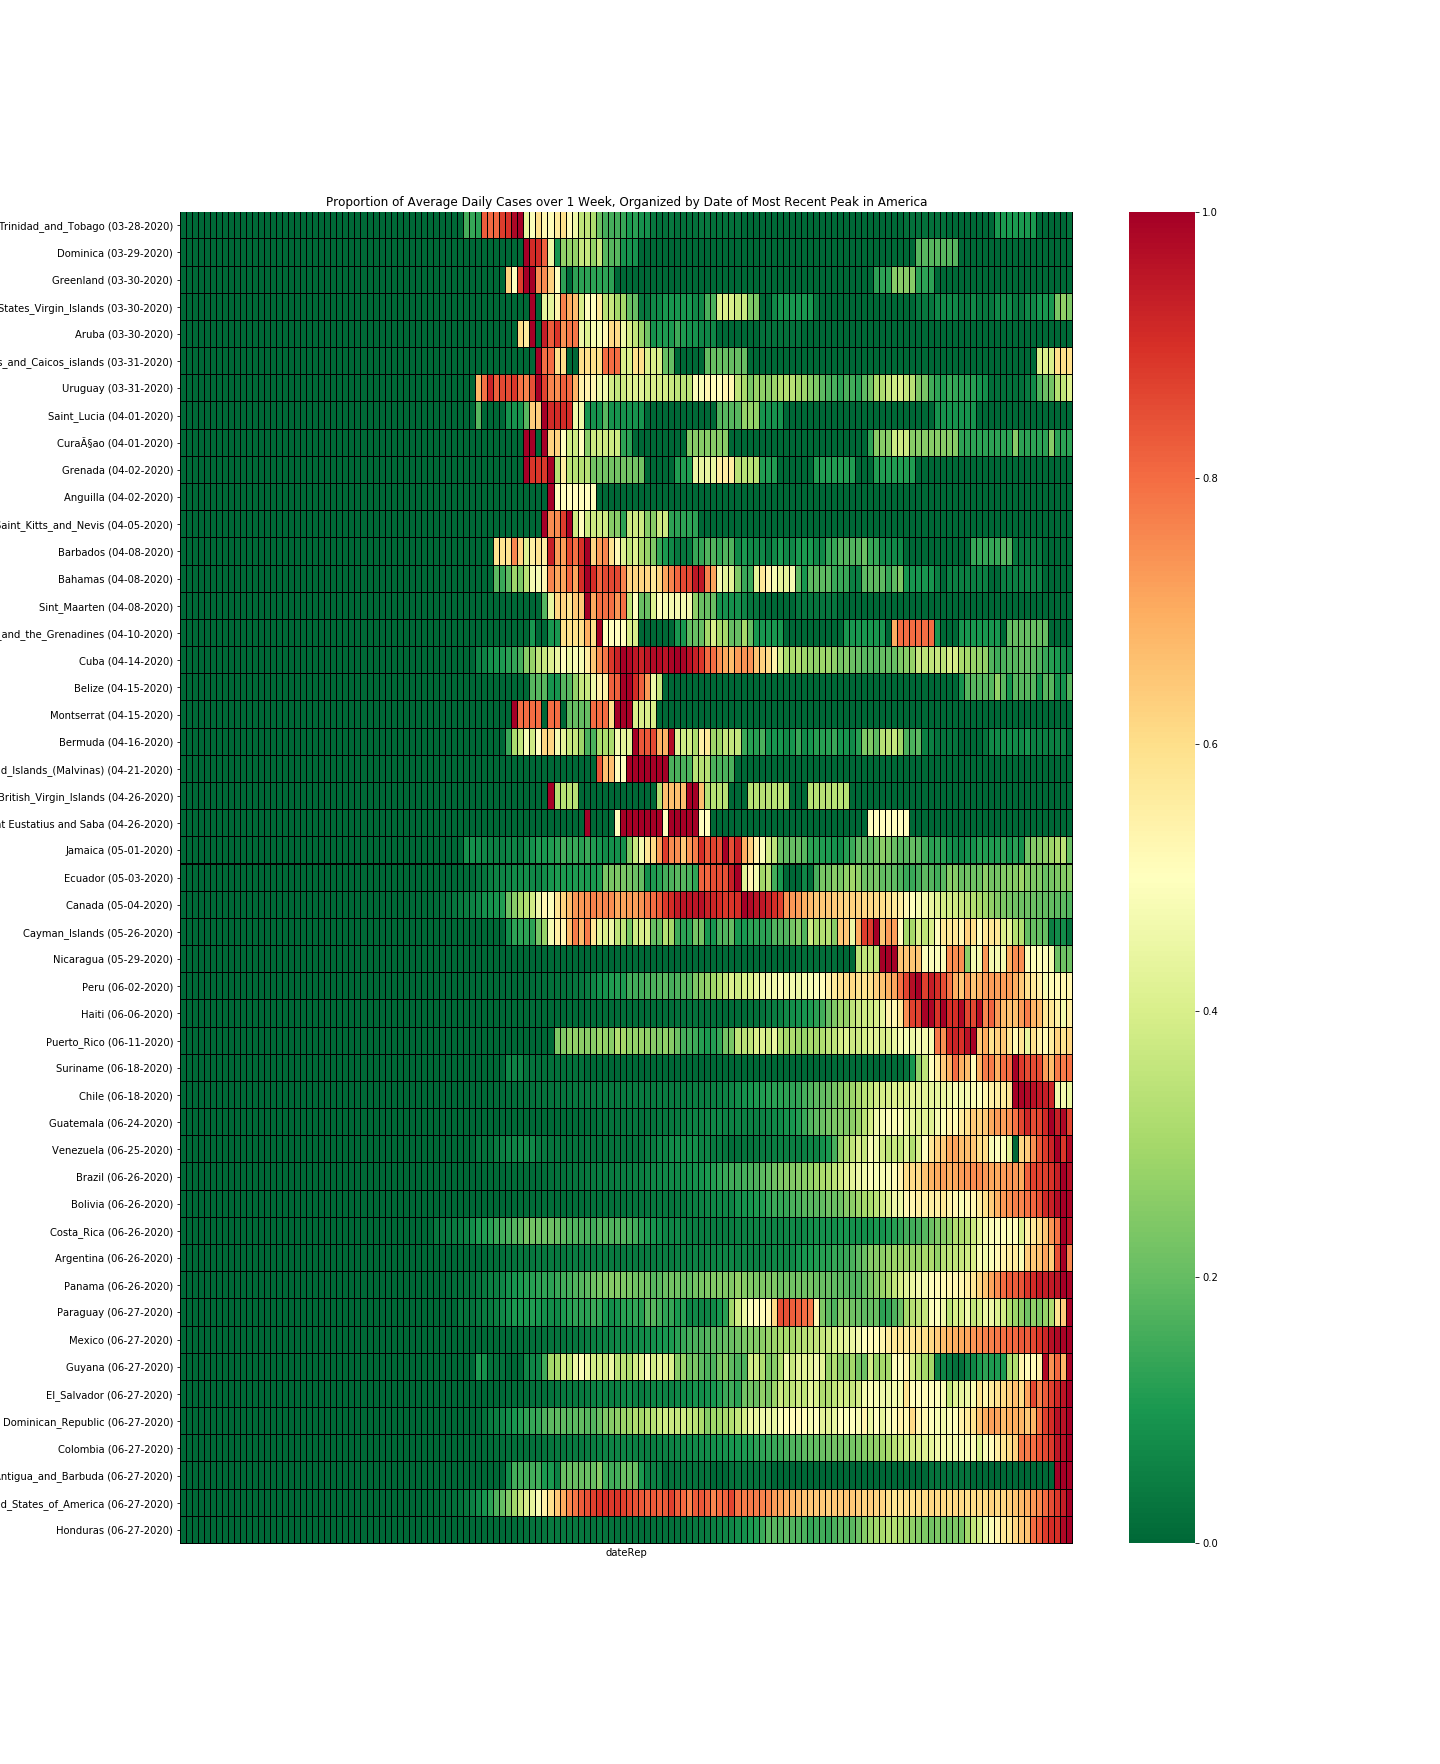 Proportion of Average Daily Cases over 1 Week, Organized by Date of Most Recent Peak in America
Trinidad_and_Tobago (03-28-2020)
Dominica (03-29-2020)
Greenland (03-30-2020)
States_Virgin_Islands (03-30-2020)
Aruba (03-30-2020)
s_and_Caicos_islands (03-31-2020)
Uruguay (03-31-2020)
Saint_Lucia (04-01-2020)
CuraÃ§ao (04-01-2020)
Grenada (04-02-2020)
Anguilla (04-02-2020)
Saint_Kitts_and_Nevis (04-05-2020)
Barbados (04-08-2020)
Bahamas (04-08-2020)
Sint_Maarten (04-08-2020)
_and_the_Grenadines (04-10-2020)
Cuba (04-14-2020)
Belize (04-15-2020)
Montserrat (04-15-2020)
Bermuda (04-16-2020)
d_Islands_(Malvinas) (04-21-2020)
British_Virgin_Islands (04-26-2020)
t Eustatius and Saba (04-26-2020)
Jamaica (05-01-2020)
Ecuador (05-03-2020)
Canada (05-04-2020)
Cayman_Islands (05-26-2020)
Nicaragua (05-29-2020)
Peru (06-02-2020)
Haiti (06-06-2020)
Puerto_Rico (06-11-2020)
Suriname (06-18-2020)
Chile (06-18-2020)
Guatemala (06-24-2020)
Venezuela (06-25-2020)
Brazil (06-26-2020)
Bolivia (06-26-2020)
Costa_Rica (06-26-2020)
Argentina (06-26-2020)
Panama (06-26-2020)
Paraguay (06-27-2020)
Mexico (06-27-2020)
Guyana (06-27-2020)
El_Salvador (06-27-2020)
Dominican_Republic (06-27-2020)
Colombia (06-27-2020)
Antigua_and_Barbuda (06-27-2020)
d_States_of_America (06-27-2020)
Honduras (06-27-2020)
dateRep
1.0
0.8
0.6
0.4
0.2
0.0